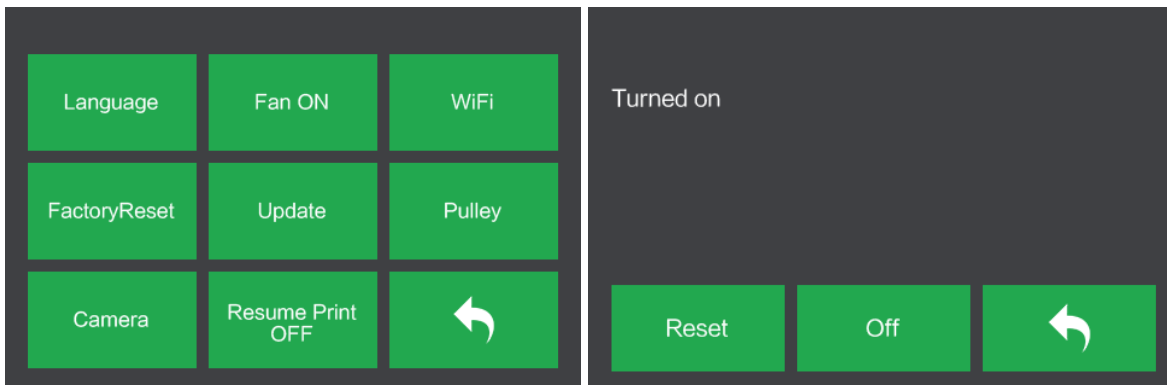 Language
Fan ON
WiFi
FactoryReset
Update
Pulley
Camera
Resume Print
OFF
Turned on
Reset
Off